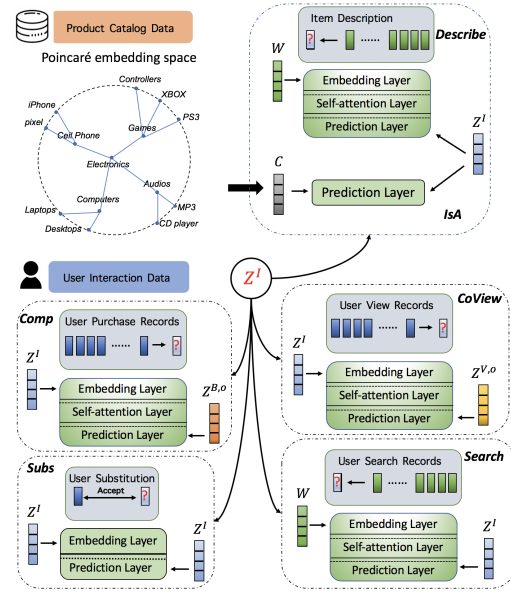 Product Catalog Data
Poincaré embedding space
Controllers
XBOX
iPhone
PS3
pixel
Cell Phone
Games
Electronics
Audios
Computers
MP3
Laptops
CD player
Desktops
Item Description
? ......
Describe
W
Embedding Layer
Self-attention Layer
Prediction Layer
Z^I
C
Prediction Layer
IsA
User Interaction Data
Z^I
Comp
User Purchase Records
...... ?
Z^I
Embedding Layer
Self-attention Layer
Prediction Layer
Z^{B,o}
CoView
User View Records
...... ?
Z^I
Embedding Layer
Self-attention Layer
Prediction Layer
Z^{V,o}
Subs
User Substitution
Accept
?
Z^I
Embedding Layer
Prediction Layer
Z^I
Search
User Search Records
? ......
W
Embedding Layer
Self-attention Layer
Prediction Layer
Z^I